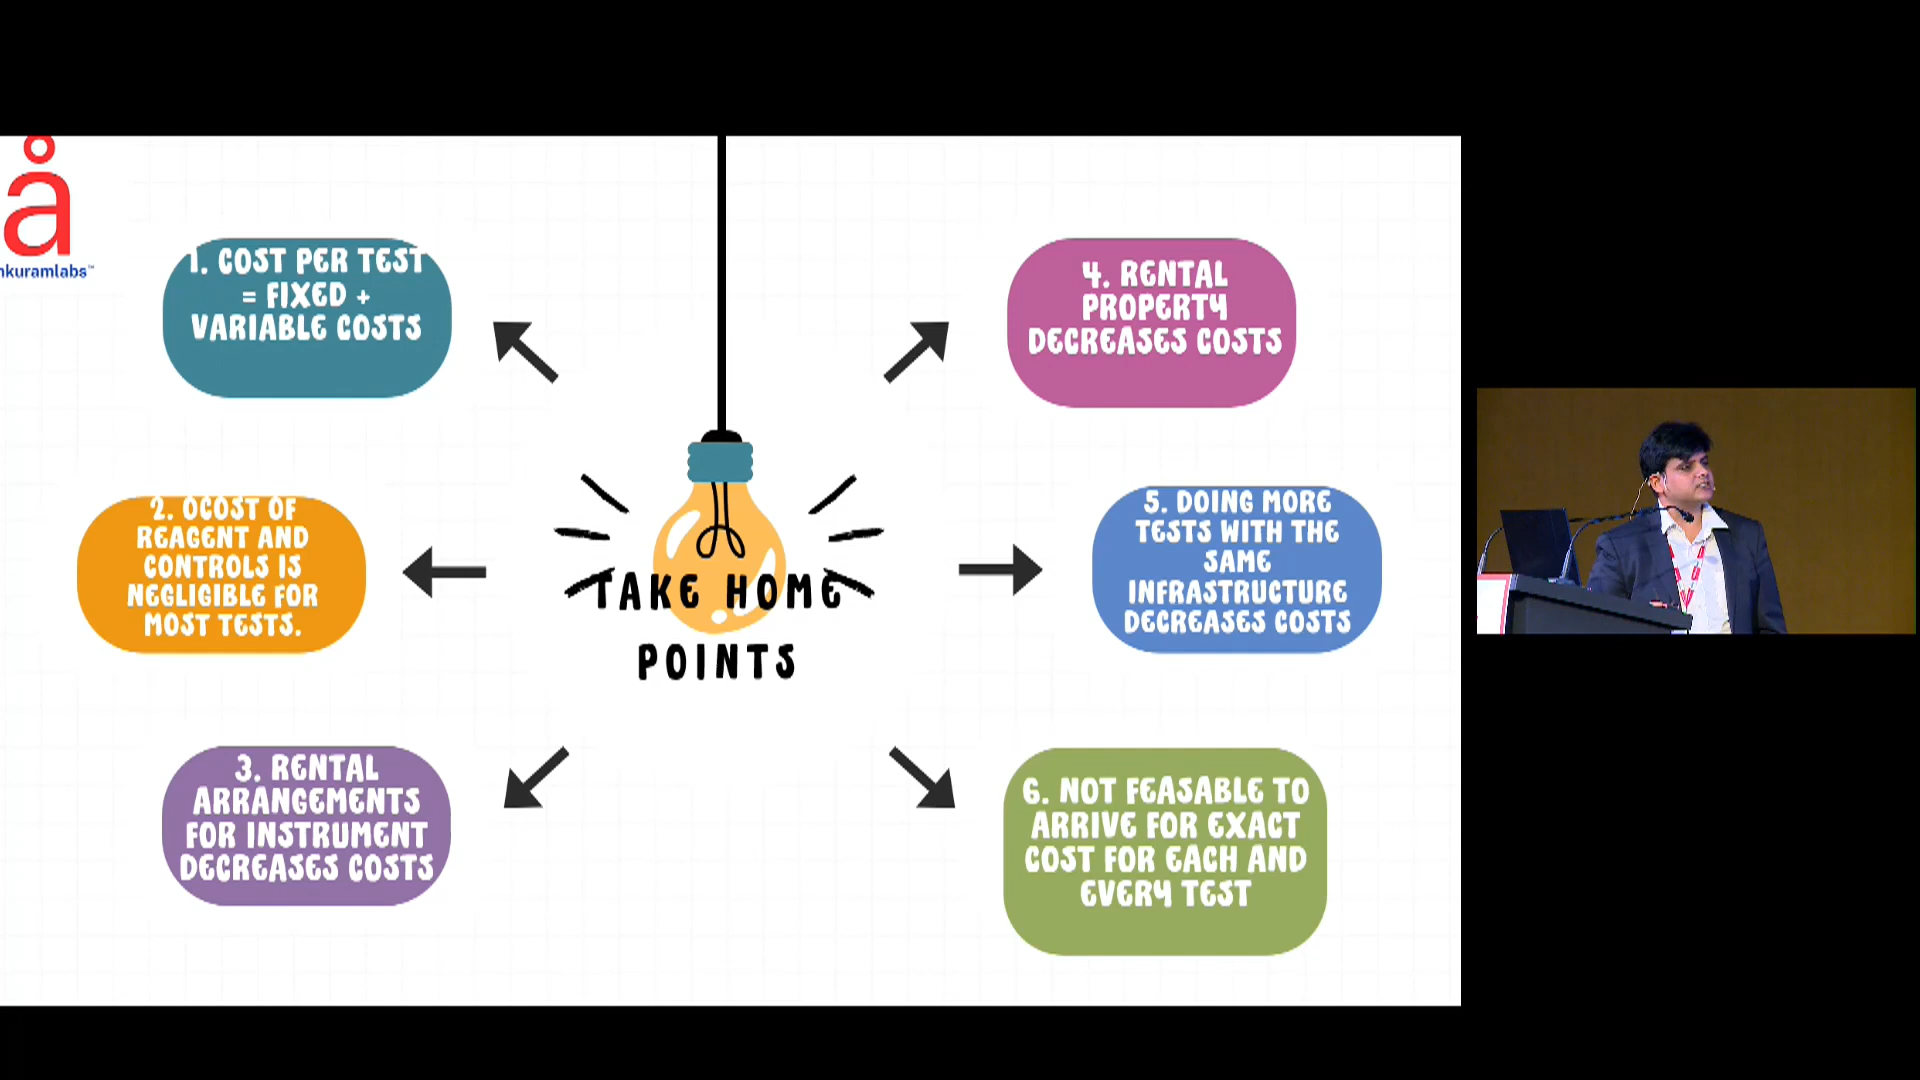 å
nkuramlabs™
1. COST PER TEST
= FIXED +
VARIABLE COSTS
2. OCOST OF
REAGENT AND
CONTROLS IS
NEGLIGIBLE FOR
MOST TESTS.
3. RENTAL
ARRANGEMENTS
FOR INSTRUMENT
DECREASES COSTS
TAKE HOME
POINTS
4. RENTAL
PROPERTY
DECREASES COSTS
5. DOING MORE
TESTS WITH THE
SAME
INFRASTRUCTURE
DECREASES COSTS
6. NOT FEASABLE TO
ARRIVE FOR EXACT
COST FOR EACH AND
EVERY TEST